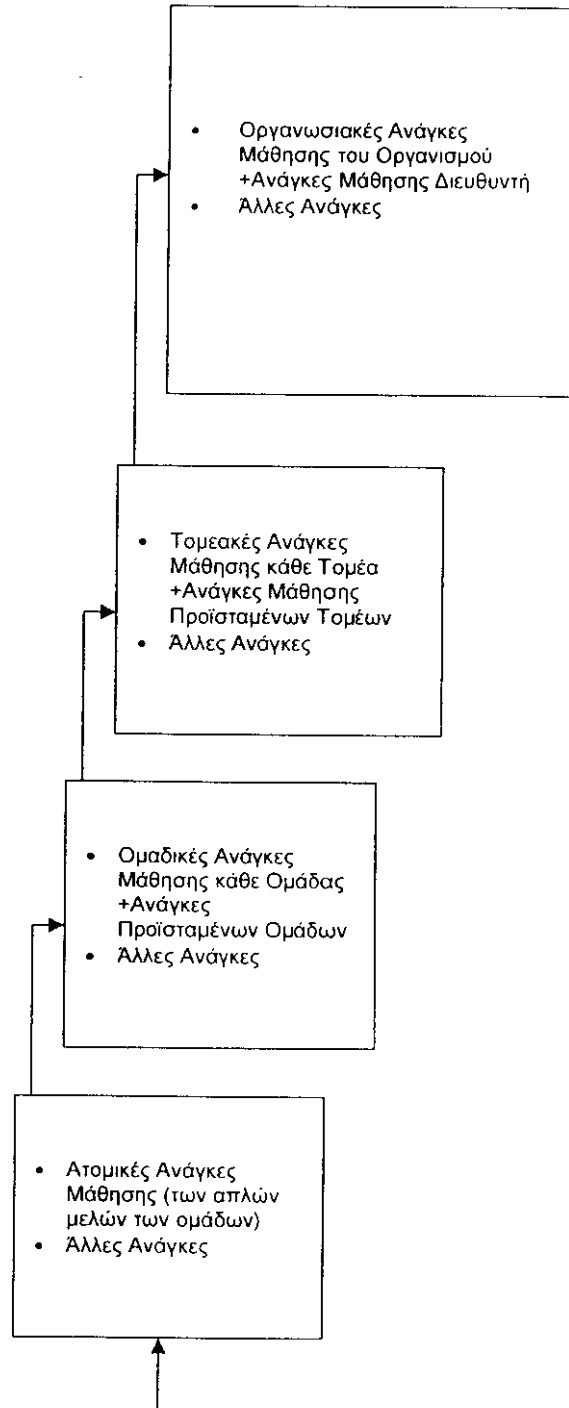 • Οργανωσιακές Ανάγκες
Μάθησης του Οργανισμού
+Ανάγκες Μάθησης Διευθυντή
• Άλλες Ανάγκες
• Τομεακές Ανάγκες
Μάθησης κάθε Τομέα
+Ανάγκες Μάθησης
Προϊσταμένων Τομέων
• Άλλες Ανάγκες
• Ομαδικές Ανάγκες
Μάθησης κάθε Ομάδας
+Ανάγκες
Προϊσταμένων Ομάδων
• Άλλες Ανάγκες
• Ατομικές Ανάγκες
Μάθησης (των απλών
μελών των ομάδων)
• Άλλες Ανάγκες